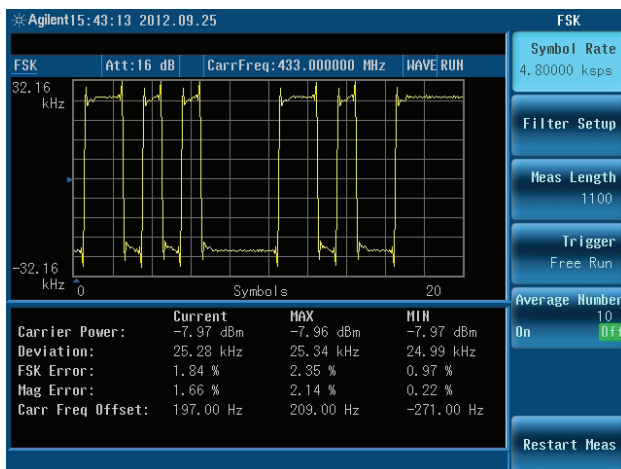 Agilent 15:43:13 2012.09.25
FSK
FSK Att:16 dB CarrFreq:433.000000 MHz WAVE RUN
32.16
kHz
-32.16
kHz
0 Symbols 20
Current MAX MIN
Carrier Power: -7.97 dBm -7.96 dBm -7.97 dBm
Deviation: 25.28 kHz 25.34 kHz 24.99 kHz
FSK Error: 1.84 % 2.35 % 0.97 %
Mag Error: 1.66 % 2.14 % 0.22 %
Carr Freq Offset: 197.00 Hz 209.00 Hz -271.00 Hz
Symbol Rate
4.80000 ksps
Filter Setup
Meas Length
1100
Trigger
Free Run
Average Number
10
On Off
Restart Meas